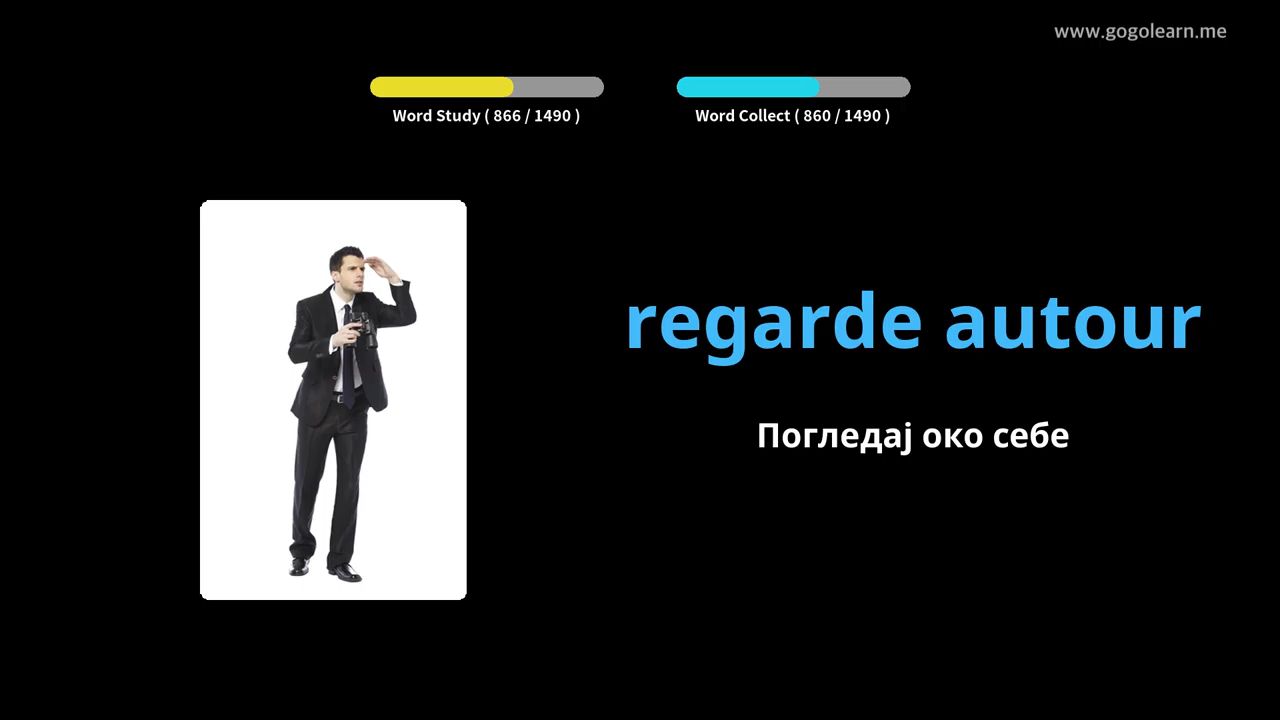 www.gogolearn.me
Word Study ( 866 / 1490 )
Word Collect ( 860 / 1490 )
regarde autour
Погледај око себе